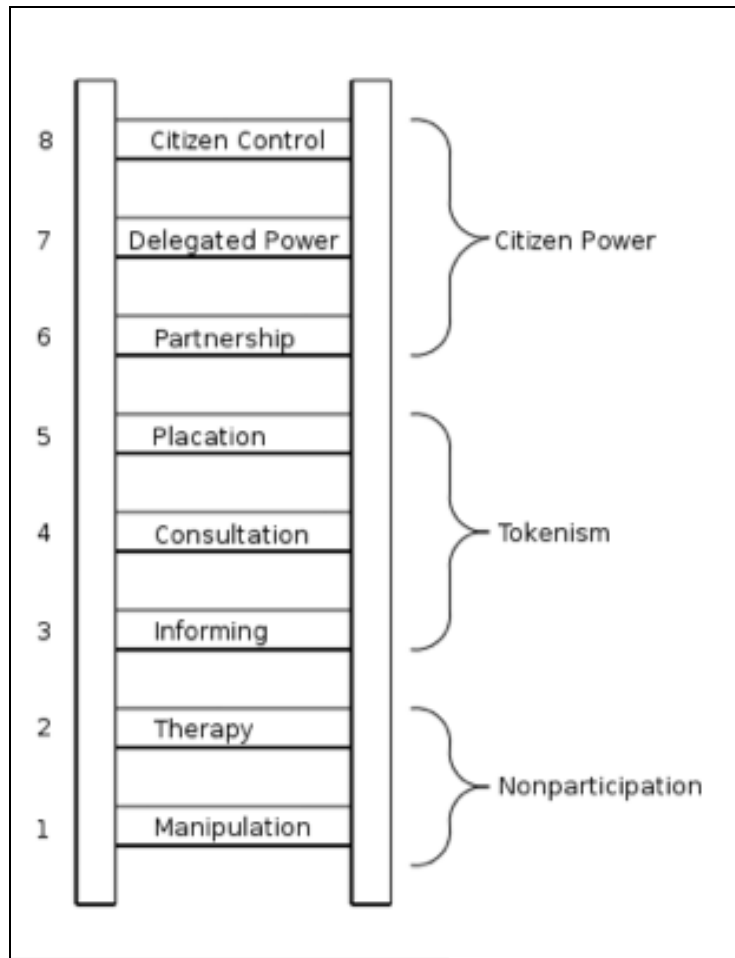 8 Citizen Control
7 Delegated Power
Citizen Power
6 Partnership
5 Placation
4 Consultation
Tokenism
3 Informing
2 Therapy
Nonparticipation
1 Manipulation